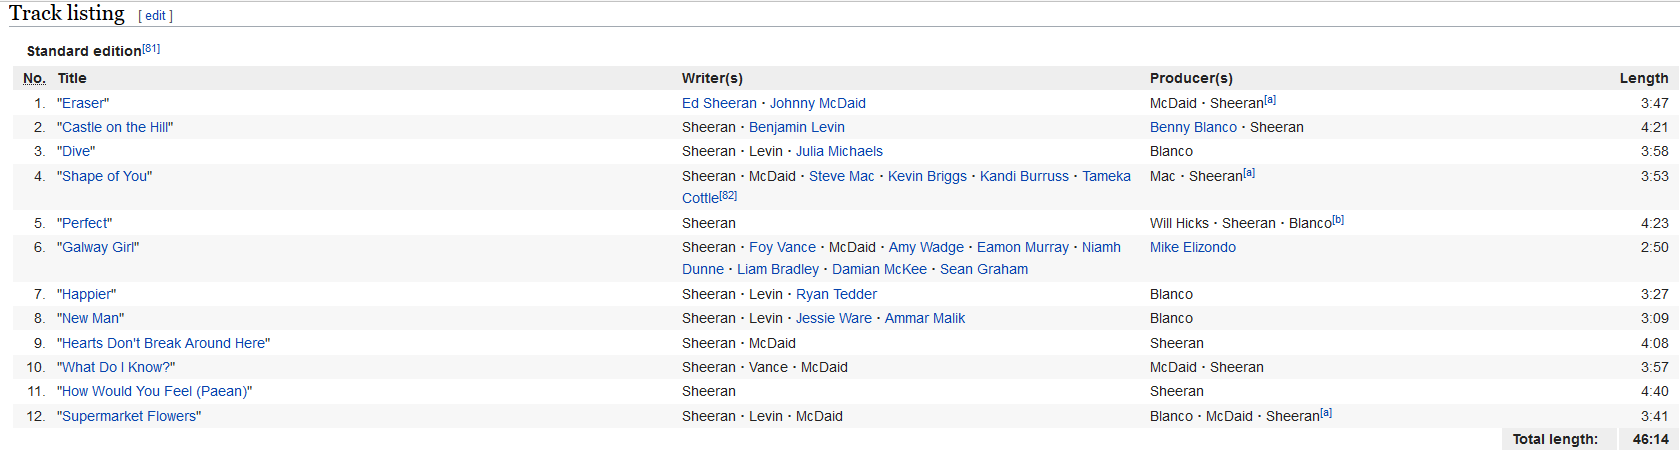 Track listing [ edit ]
Standard edition[81]
No. Title Writer(s) Producer(s) Length
1. "Eraser" Ed Sheeran · Johnny McDaid McDaid · Sheeran[a] 3:47
2. "Castle on the Hill" Sheeran · Benjamin Levin Benny Blanco · Sheeran 4:21
3. "Dive" Sheeran · Levin · Julia Michaels Blanco 3:58
4. "Shape of You" Sheeran · McDaid · Steve Mac · Kevin Briggs · Kandi Burruss · Tameka Mac · Sheeran[a] 3:53
Cottle[82]
5. "Perfect" Sheeran Will Hicks · Sheeran · Blanco[b] 4:23
6. "Galway Girl" Sheeran · Foy Vance · McDaid · Amy Wadge · Eamon Murray · Niamh Mike Elizondo 2:50
Dunne · Liam Bradley · Damian McKee · Sean Graham
7. "Happier" Sheeran · Levin · Ryan Tedder Blanco 3:27
8. "New Man" Sheeran · Levin · Jessie Ware · Ammar Malik Blanco 3:09
9. "Hearts Don't Break Around Here" Sheeran · McDaid Sheeran 4:08
10. "What Do I Know?" Sheeran · Vance · McDaid McDaid · Sheeran 3:57
11. "How Would You Feel (Paean)" Sheeran Sheeran 4:40
12. "Supermarket Flowers" Sheeran · Levin · McDaid Blanco · McDaid · Sheeran[a] 3:41
Total length: 46:14